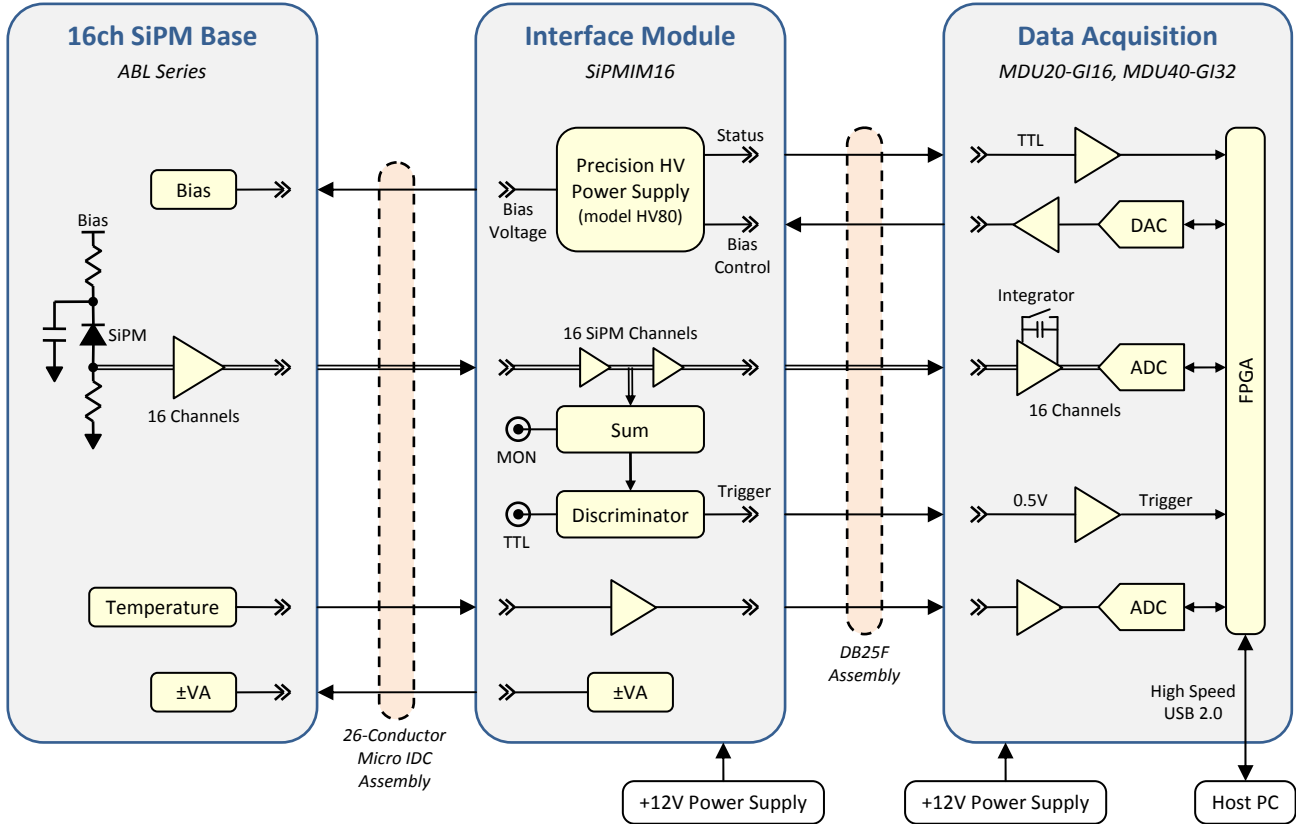 16ch SiPM Base
ABL Series
Bias
Bias
SiPM
16 Channels
Temperature
±VA
26-Conductor
Micro IDC
Assembly
Interface Module
SiPMIM16
Precision HV
Power Supply
(model HV80)
Status
Bias
Voltage
Bias
Control
16 SiPM Channels
Sum
MON
Discriminator
Trigger
TTL
±VA
+12V Power Supply
DB25F
Assembly
Data Acquisition
MDU20-GI16, MDU40-GI32
TTL
DAC
Integrator
ADC
16 Channels
FPGA
0.5V
Trigger
ADC
High Speed
USB 2.0
+12V Power Supply
Host PC